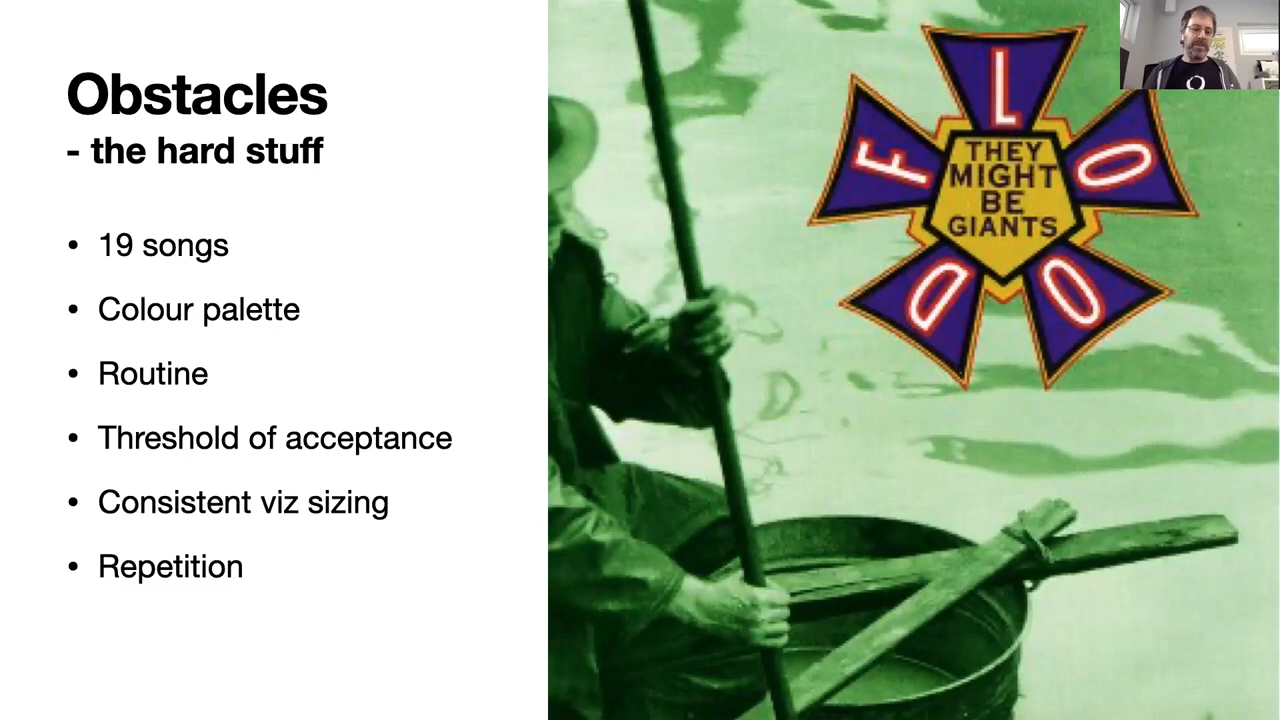 Obstacles
- the hard stuff
• 19 songs
• Colour palette
• Routine
• Threshold of acceptance
• Consistent viz sizing
• Repetition
FLOOD
THEY
MIGHT
BE
GIANTS